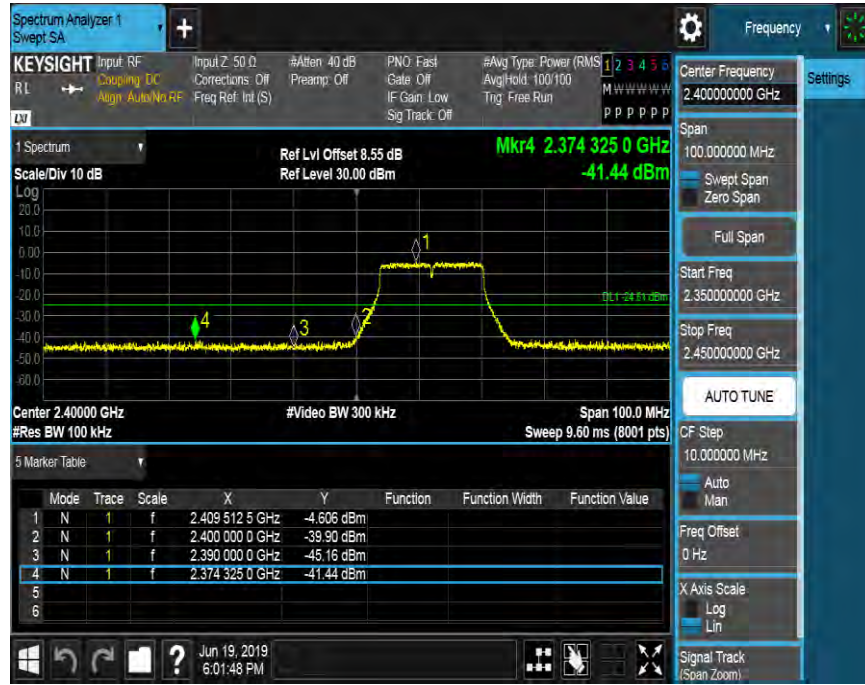 Spectrum Analyzer 1
Swept SA
+
Frequency
KEYSIGHT Input: RF Input Z: 50 Ω #Atten: 40 dB PNO: Fast #Avg Type: Power (RMS 1 2 3 4 5 6
RL Coupling: DC Corrections: Off Preamp: Off Gate: Off Avg|Hold: 100/100 M W W W W W
Align: Auto/No RF Freq Ref: Int (S) IF Gain: Low Trig: Free Run
Sig Track: Off P P P P P P
LXI
1 Spectrum
Scale/Div 10 dB
Ref Lvl Offset 8.55 dB
Ref Level 30.00 dBm
Mkr4 2.374 325 0 GHz
-41.44 dBm
Log
20.0
10.0
0.00
-10.0
-20.0
-30.0
-40.0
-50.0
-60.0
1
DL1 -24.61 dBm
4
3
2
Center 2.40000 GHz #Video BW 300 kHz Span 100.0 MHz
#Res BW 100 kHz Sweep 9.60 ms (8001 pts)
5 Marker Table
Mode Trace Scale X Y Function Function Width Function Value
1 N 1 f 2.409 512 5 GHz -4.606 dBm
2 N 1 f 2.400 000 0 GHz -39.90 dBm
3 N 1 f 2.390 000 0 GHz -45.16 dBm
4 N 1 f 2.374 325 0 GHz -41.44 dBm
5
6
?
Jun 19, 2019
6:01:48 PM
Center Frequency
2.400000000 GHz
Settings
Span
100.000000 MHz
Swept Span
Zero Span
Full Span
Start Freq
2.350000000 GHz
Stop Freq
2.450000000 GHz
AUTO TUNE
CF Step
10.000000 MHz
Auto
Man
Freq Offset
0 Hz
X Axis Scale
Log
Lin
Signal Track
(Span Zoom)